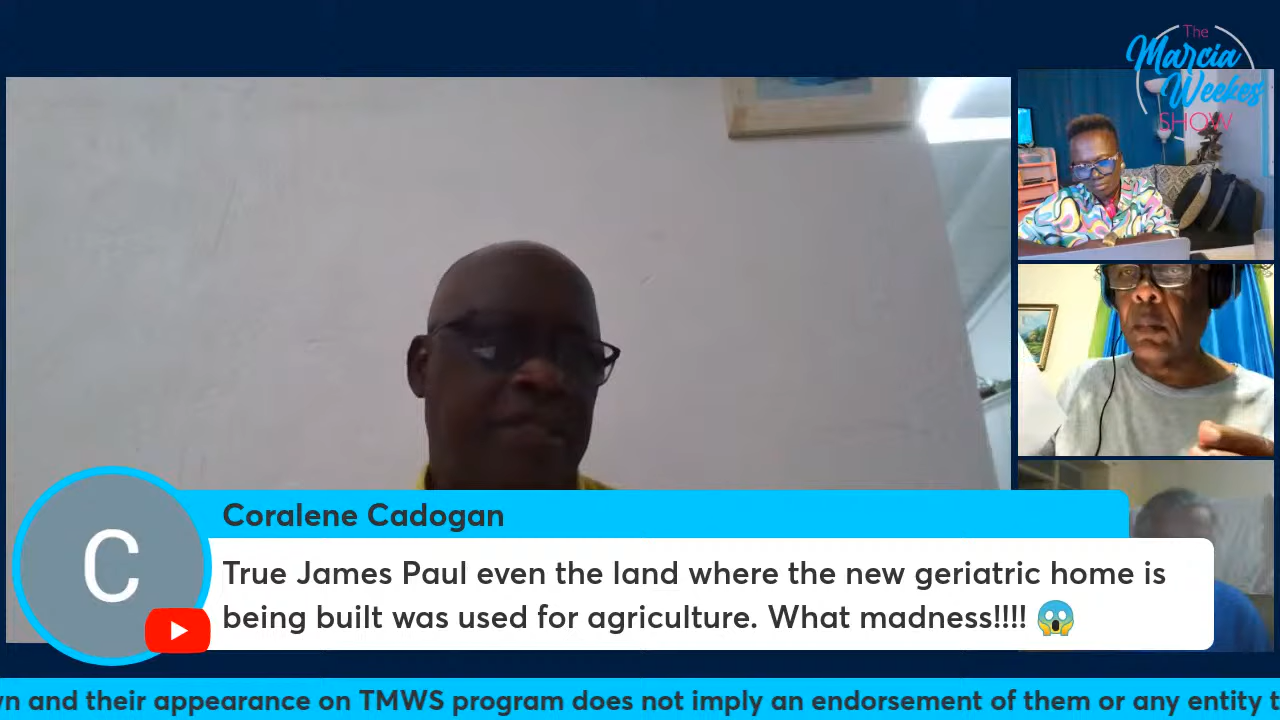 The
Marcia
Weekes
SHOW
C
Coralene Cadogan
True James Paul even the land where the new geriatric home is
being built was used for agriculture. What madness!!!! 😱
and their appearance on TMWS program does not imply an endorsement of them or any entity